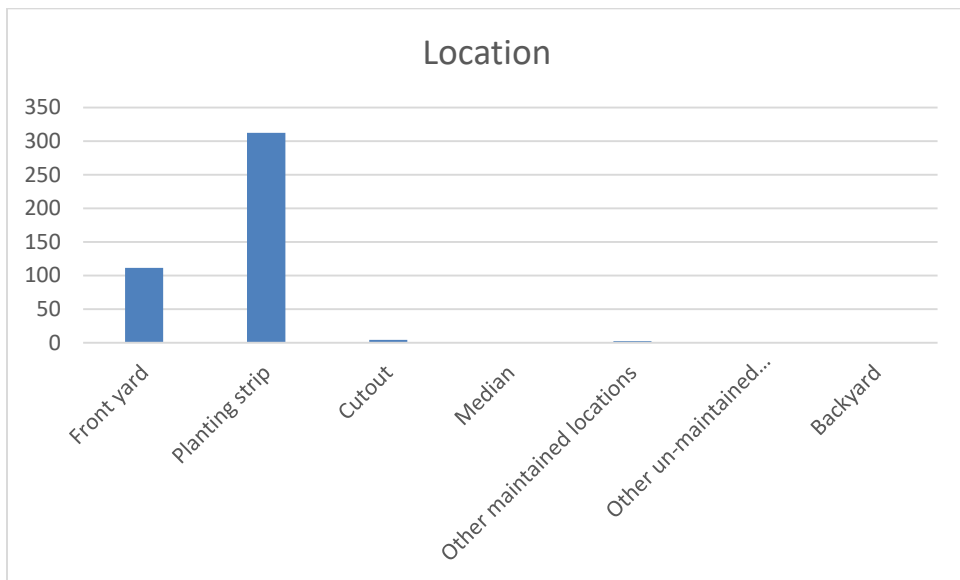 Location
350
300
250
200
150
100
50
0
Front yard
Planting strip
Cutout
Median
Other maintained locations
Other un-maintained...
Backyard